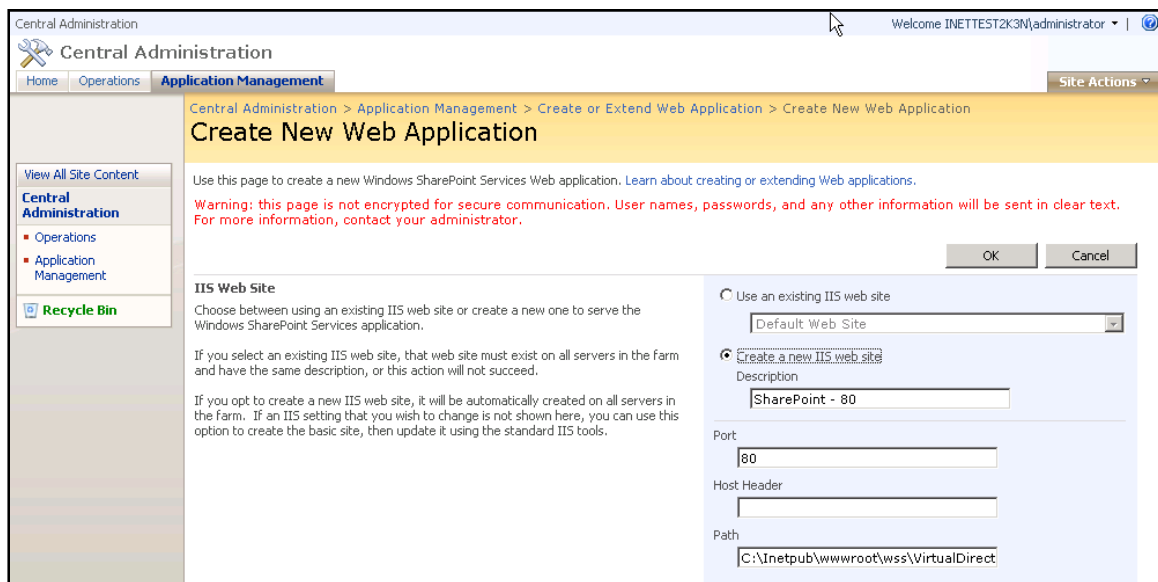 Central Administration
Welcome INETTEST2K3N\administrator
Central Administration
Home Operations Application Management
Site Actions
Central Administration > Application Management > Create or Extend Web Application > Create New Web Application
Create New Web Application
View All Site Content
Central
Administration
Operations
Application
Management
Recycle Bin
Use this page to create a new Windows SharePoint Services Web application. Learn about creating or extending Web applications.
Warning: this page is not encrypted for secure communication. User names, passwords, and any other information will be sent in clear text.
For more information, contact your administrator.
OK Cancel
IIS Web Site
Choose between using an existing IIS web site or create a new one to serve the
Windows SharePoint Services application.
If you select an existing IIS web site, that web site must exist on all servers in the farm
and have the same description, or this action will not succeed.
If you opt to create a new IIS web site, it will be automatically created on all servers in
the farm. If an IIS setting that you wish to change is not shown here, you can use this
option to create the basic site, then update it using the standard IIS tools.
Use an existing IIS web site
Default Web Site
Create a new IIS web site
Description
SharePoint - 80
Port
80
Host Header
Path
C:\Inetpub\wwwroot\wss\VirtualDirect